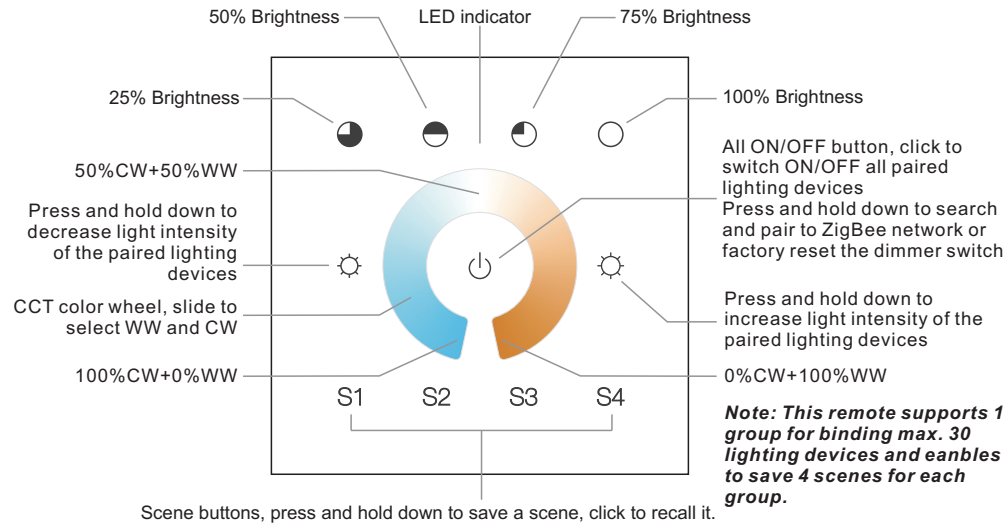 50% Brightness
LED indicator
75% Brightness
25% Brightness
100% Brightness
50%CW+50%WW
All ON/OFF button, click to
switch ON/OFF all paired
lighting devices
Press and hold down to search
and pair to ZigBee network or
factory reset the dimmer switch
Press and hold down to
decrease light intensity
of the paired lighting
devices
CCT color wheel, slide to
select WW and CW
Press and hold down to
increase light intensity of the
paired lighting devices
100%CW+0%WW
0%CW+100%WW
S1 S2 S3 S4
Note: This remote supports 1
group for binding max. 30
lighting devices and eanbles
to save 4 scenes for each
group.
Scene buttons, press and hold down to save a scene, click to recall it.